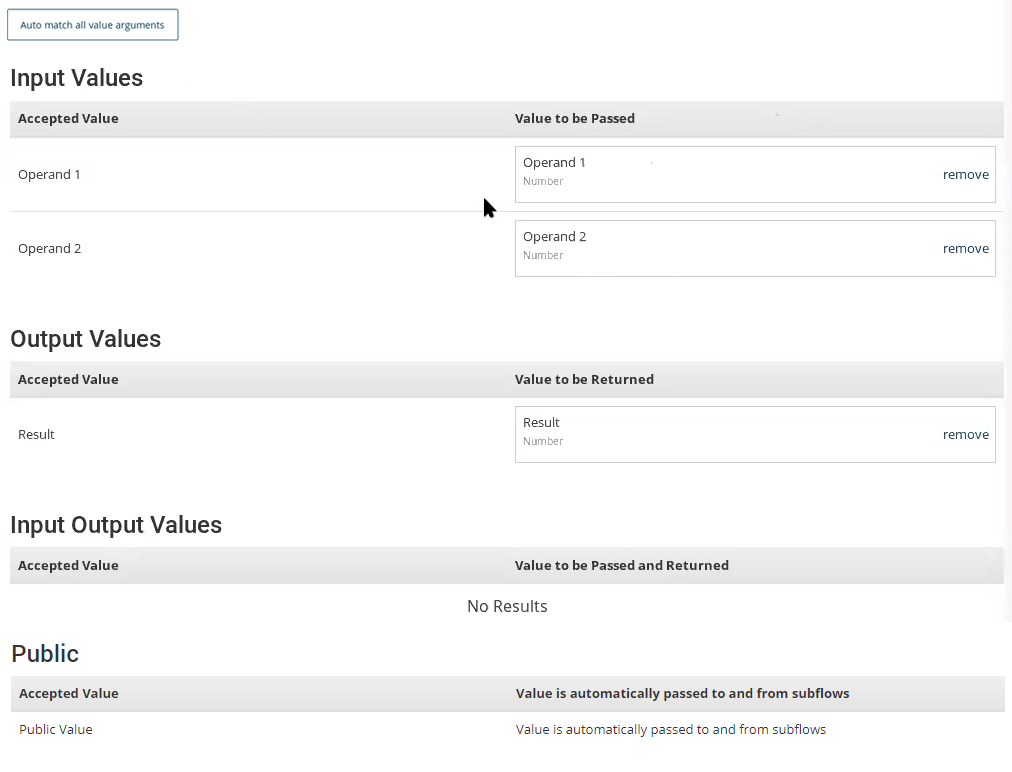 Auto match all value arguments
Input Values
Accepted Value Value to be Passed
Operand 1
Operand 1
Number
remove
Operand 2
Operand 2
Number
remove
Output Values
Accepted Value Value to be Returned
Result
Result
Number
remove
Input Output Values
Accepted Value Value to be Passed and Returned
No Results
Public
Accepted Value Value is automatically passed to and from subflows
Public Value Value is automatically passed to and from subflows